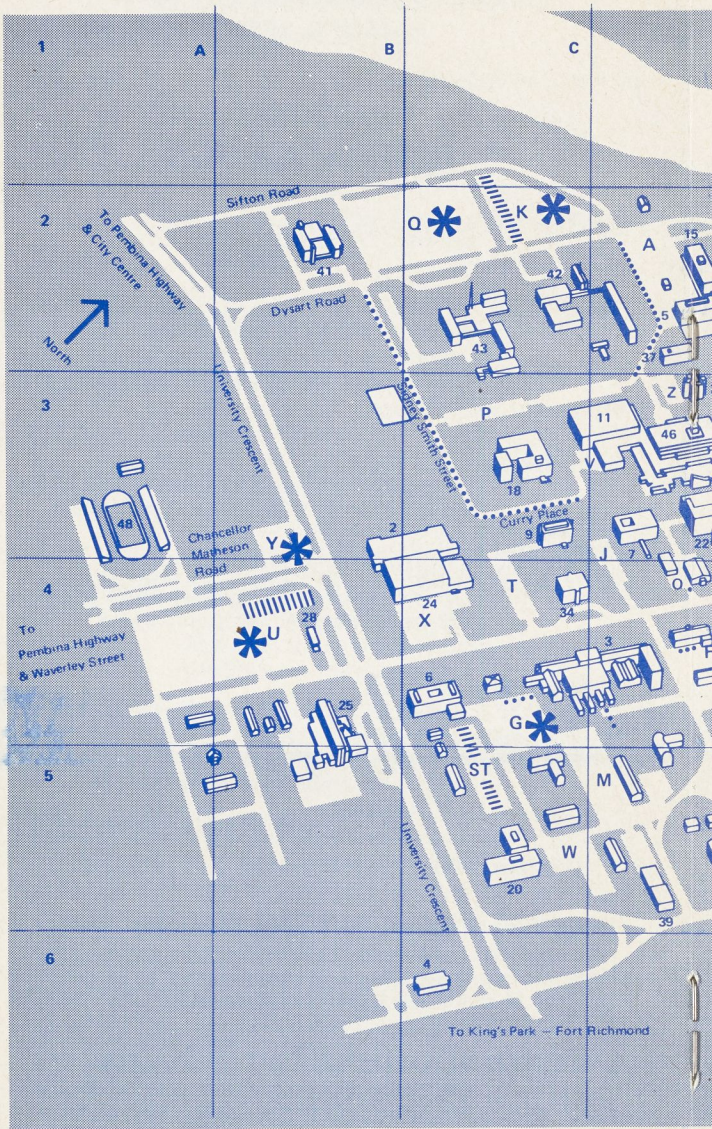 1
A
B
C
2
Sifton Road
To Pembina Highway
& City Centre
Q
K
A
15
41
42
Dysart Road
5
43
37
North
3
University Crescent
Sidney Smith Street
P
Z
11
46
18
V
48
Curry Place
2
9
Chancellor
Matheson
Road
Y
J
7
22
4
T
O
8
24
34
To
Pembina Highway
& Waverley Street
U
28
X
3
6
25
G
5
ST
M
University Crescent
W
20
39
6
4
To King's Park – Fort Richmond